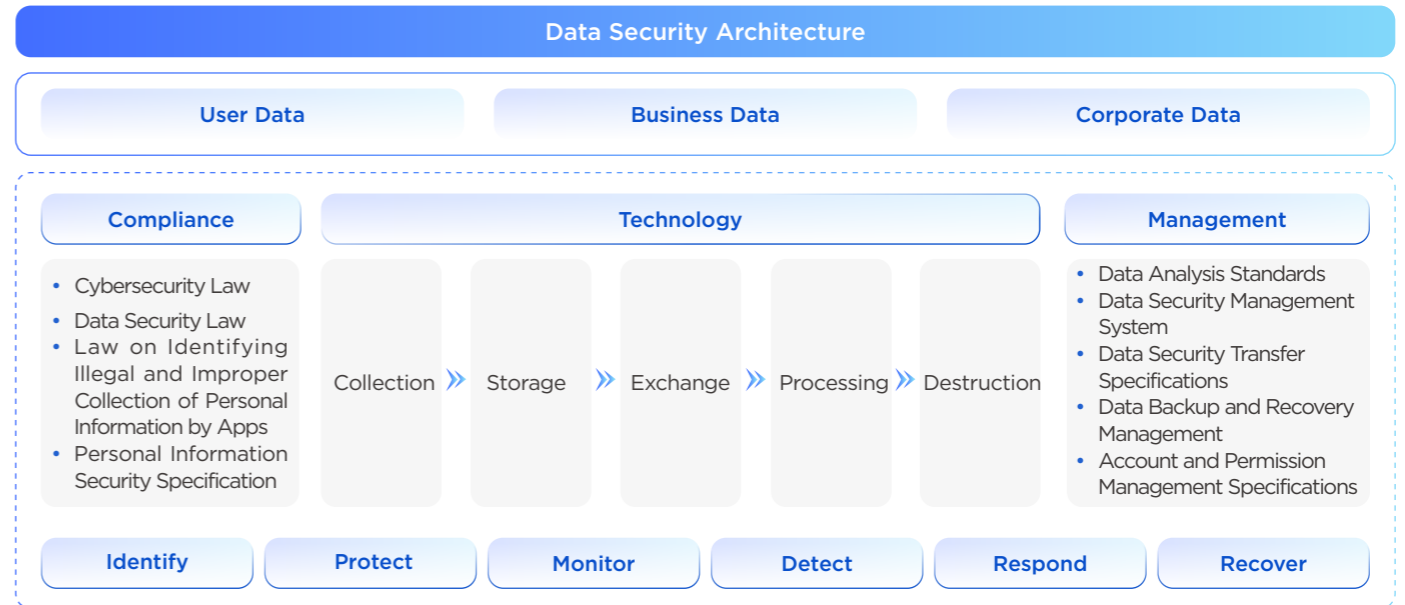 Data Security Architecture
User Data
Business Data
Corporate Data
Compliance
Technology
Management
• Cybersecurity Law
• Data Security Law
• Law on Identifying
Illegal and Improper
Collection of Personal
Information by Apps
• Personal Information
Security Specification
Collection
Storage
Exchange
Processing
Destruction
• Data Analysis Standards
• Data Security Management
System
• Data Security Transfer
Specifications
• Data Backup and Recovery
Management
• Account and Permission
Management Specifications
Identify
Protect
Monitor
Detect
Respond
Recover